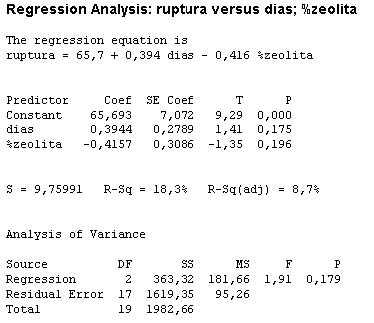 Regression Analysis: ruptura versus dias; %zeolita
The regression equation is
ruptura = 65,7 + 0,394 dias - 0,416 %zeolita
Predictor Coef SE Coef T P
Constant 65,693 7,072 9,29 0,000
dias 0,3944 0,2789 1,41 0,175
%zeolita -0,4157 0,3086 -1,35 0,196
S = 9,75991 R-Sq = 18,3% R-Sq(adj) = 8,7%
Analysis of Variance
Source DF SS MS F P
Regression 2 363,32 181,66 1,91 0,179
Residual Error 17 1619,35 95,26
Total 19 1982,66